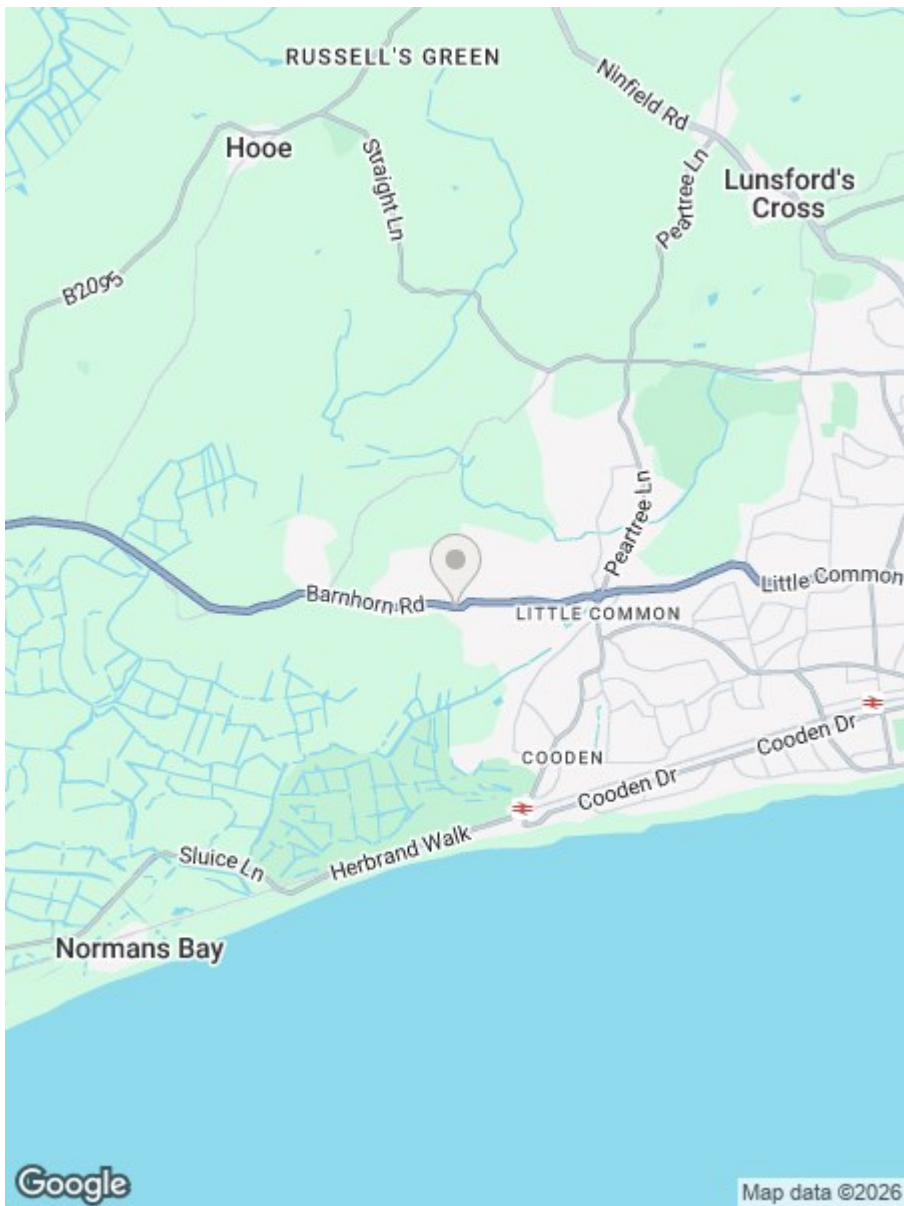 RUSSELL'S GREEN
Ninfield Rd
Hooe
Straight Ln
Peartree Ln
Lunsford's
Cross
B2095
Peartree Ln
Little Common
Barnhorn Rd
LITTLE COMMON
Cooden Dr
COODEN
Cooden Dr
Herbrand Walk
Sluice Ln
Normans Bay
Google
Map data ©2026